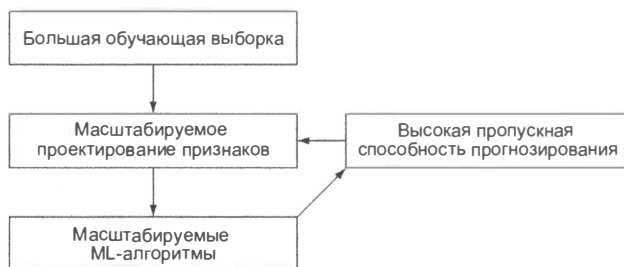 Большая обучающая выборка
Масштабируемое
проектирование признаков
Высокая пропускная
способность прогнозирования
Масштабируемые
ML-алгоритмы